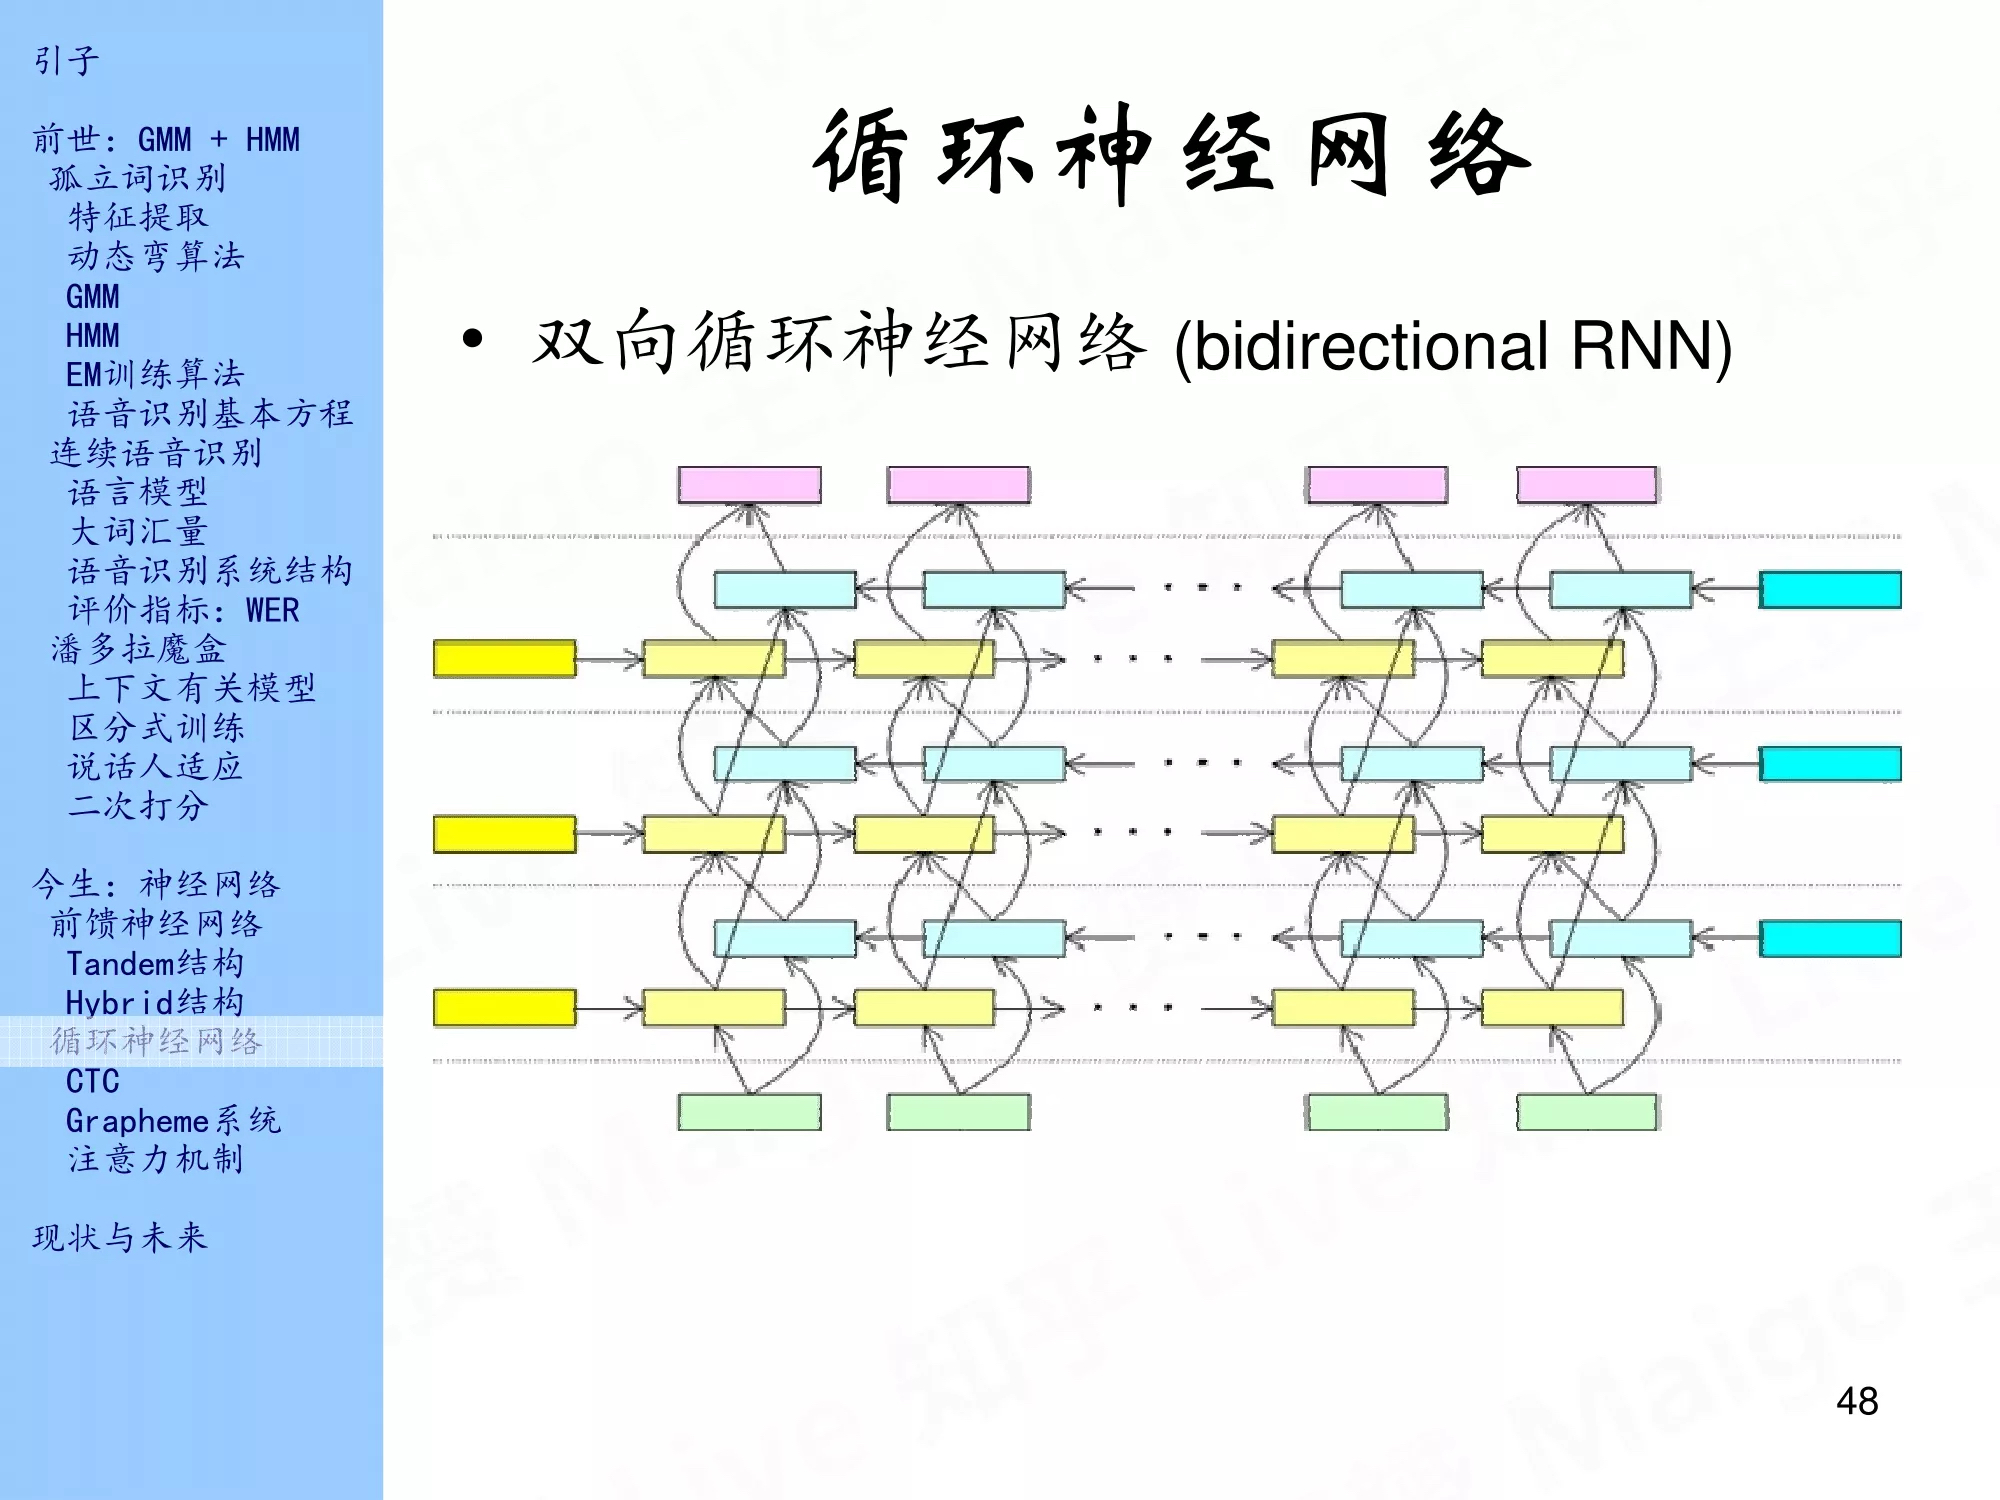 引子
前世：GMM + HMM
孤立词识别
特征提取
动态弯算法
GMM
HMM
EM训练算法
语音识别基本方程
连续语音识别
语言模型
大词汇量
语音识别系统结构
评价指标：WER
潘多拉魔盒
上下文有关模型
区分式训练
说话人适应
二次打分
今生：神经网络
前馈神经网络
Tandem结构
Hybrid结构
循环神经网络
CTC
Grapheme系统
注意力机制
现状与未来
循环神经网络
• 双向循环神经网络 (bidirectional RNN)
48
知乎 Live Maigo 王赟